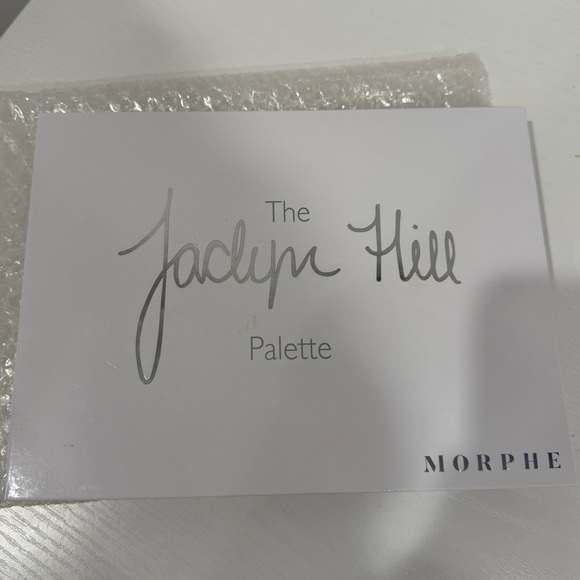 The
Jaclyn Hill
Palette
MORPHE